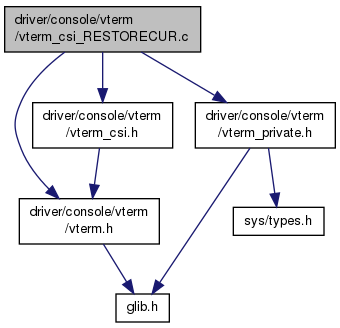 driver/console/vterm
/vterm_csi_RESTORECUR.c
driver/console/vterm
/vterm_csi.h
driver/console/vterm
/vterm_private.h
driver/console/vterm
/vterm.h
sys/types.h
glib.h